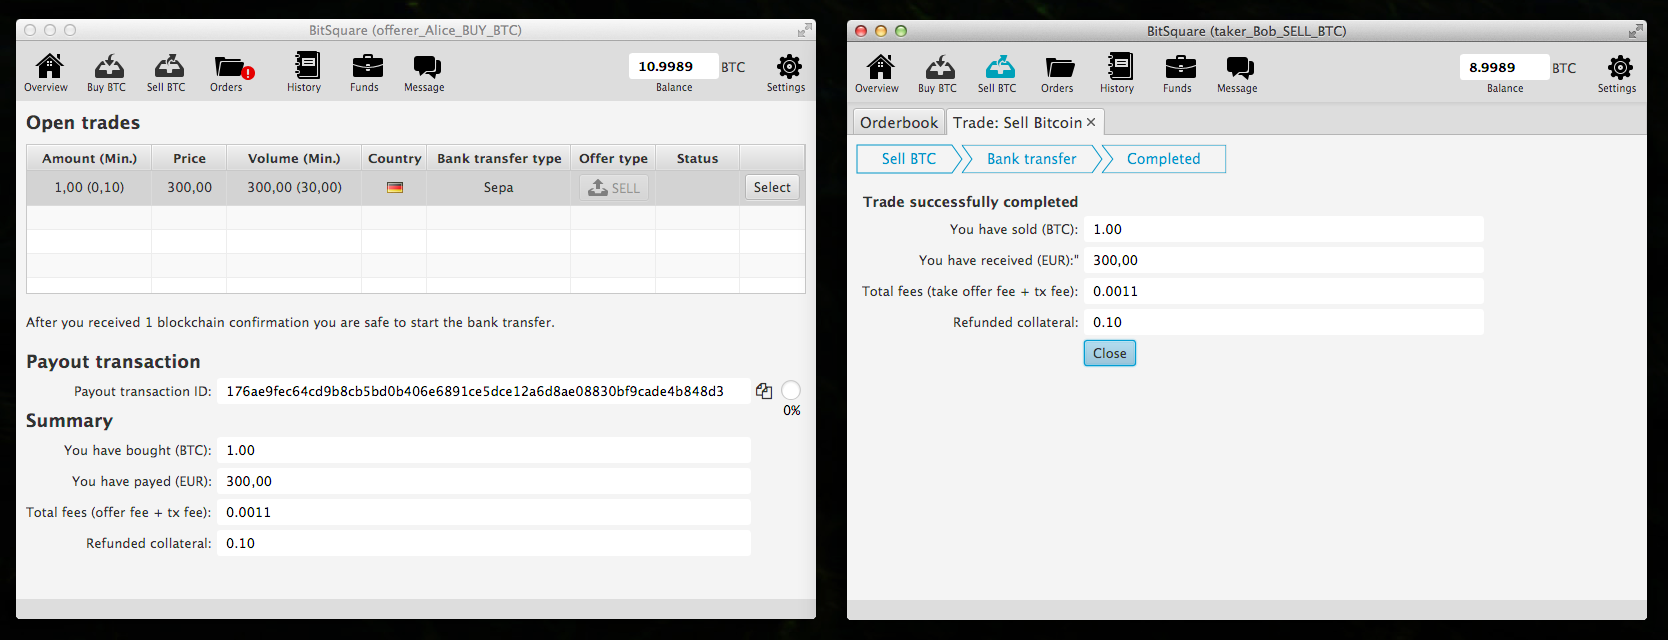 BitSquare (offerer_Alice_BUY_BTC)
Overview Buy BTC Sell BTC Orders ! History Funds Message 10.9989 BTC Balance Settings
Open trades
Amount (Min.) Price Volume (Min.) Country Bank transfer type Offer type Status
1,00 (0,10) 300,00 300,00 (30,00) Sepa SELL Select
After you received 1 blockchain confirmation you are safe to start the bank transfer.
Payout transaction
Payout transaction ID: 176ae9fec64cd9b8cb5bd0b406e6891ce5dce12a6d8ae08830bf9cade4b848d3
0%
Summary
You have bought (BTC): 1.00
You have payed (EUR): 300,00
Total fees (offer fee + tx fee): 0.0011
Refunded collateral: 0.10
BitSquare (taker_Bob_SELL_BTC)
Overview Buy BTC Sell BTC Orders History Funds Message 8.9989 BTC Balance Settings
Orderbook Trade: Sell Bitcoin ×
Sell BTC Bank transfer Completed
Trade successfully completed
You have sold (BTC): 1.00
You have received (EUR):" 300,00
Total fees (take offer fee + tx fee): 0.0011
Refunded collateral: 0.10
Close